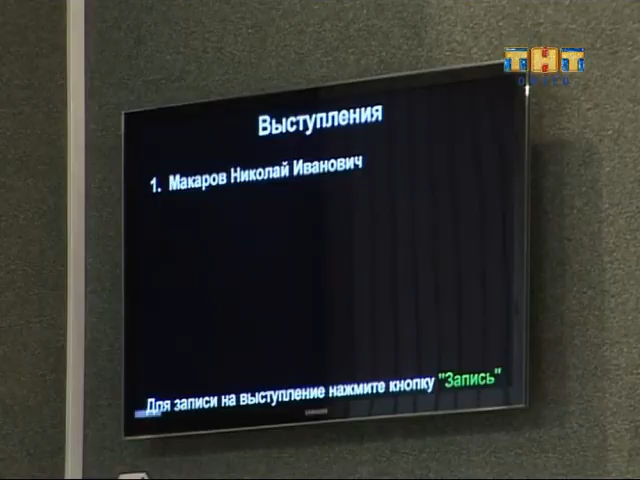 ТНТ
Выступления
1. Макаров Николай Иванович
Для записи на выступление нажмите кнопку "Запись"